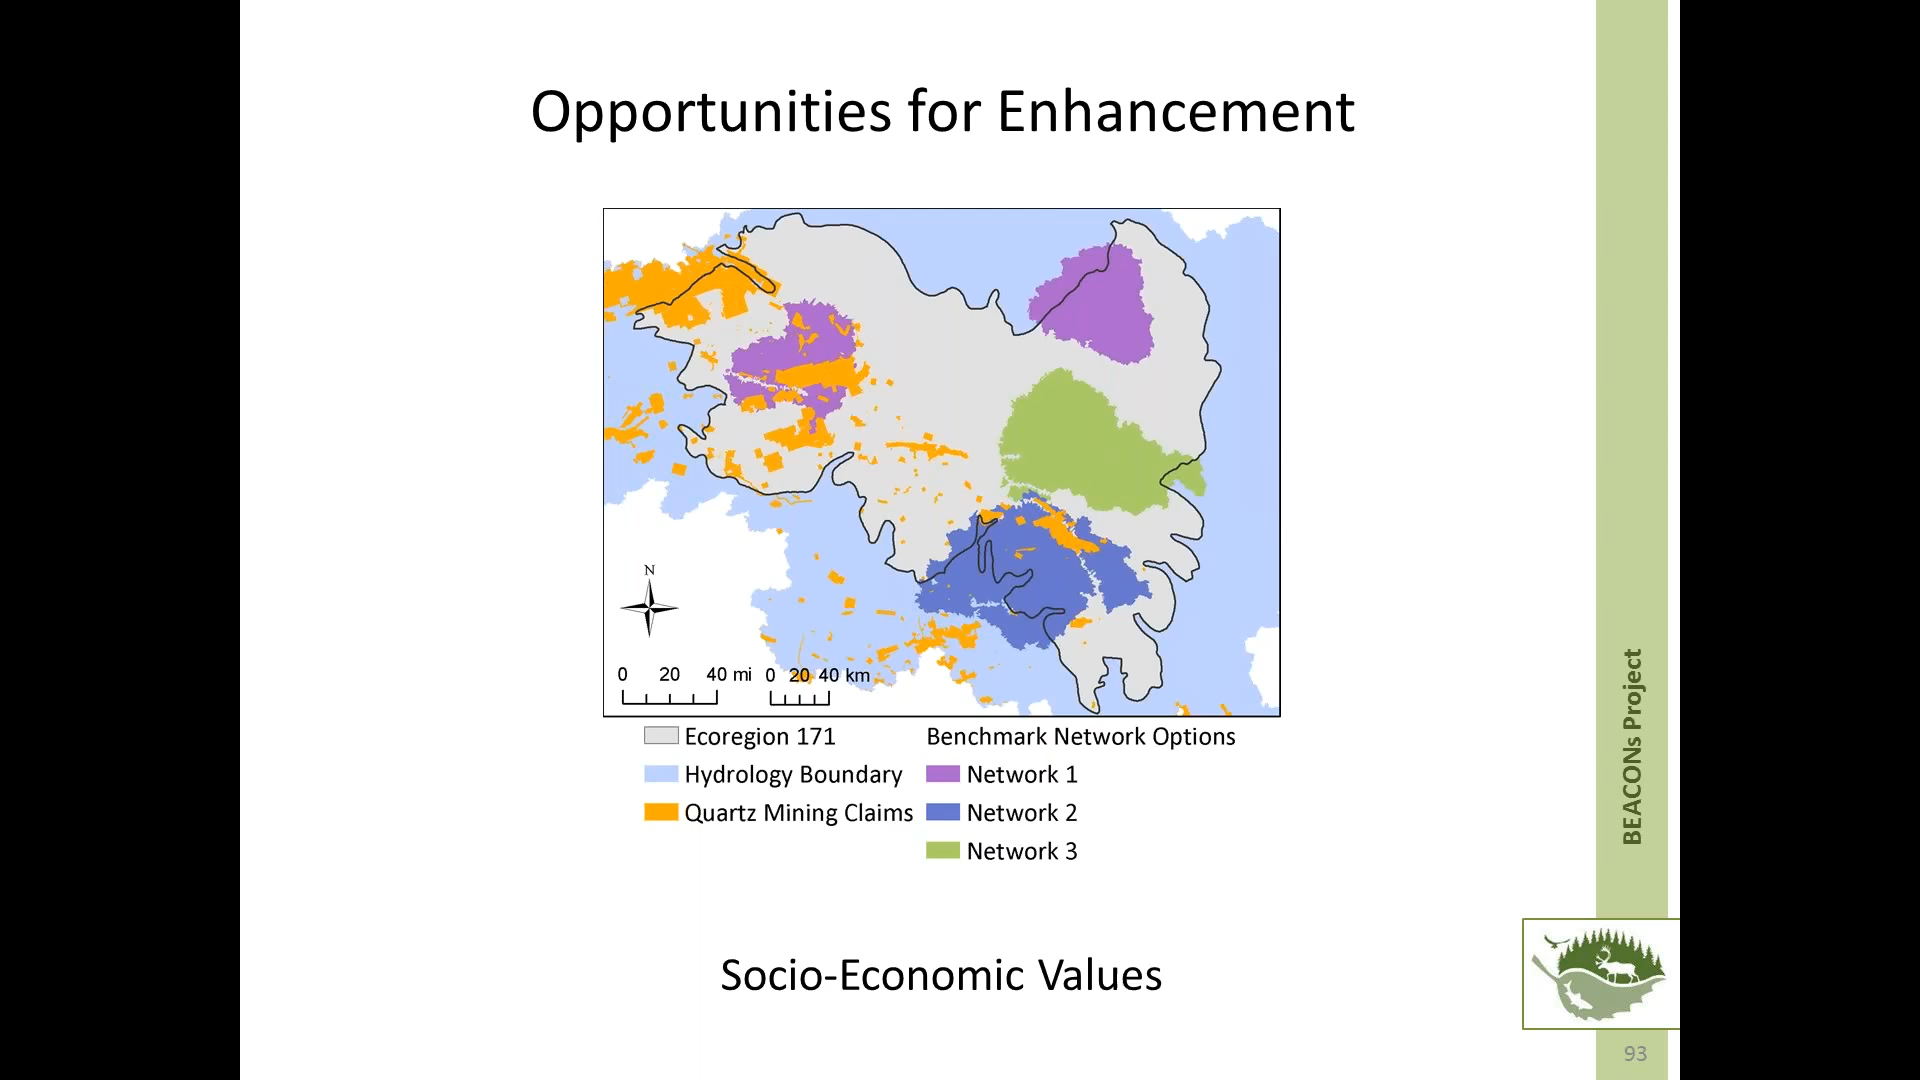 Opportunities for Enhancement
N
0 20 40 mi 0 20 40 km
Ecoregion 171
Hydrology Boundary
Quartz Mining Claims
Benchmark Network Options
Network 1
Network 2
Network 3
Socio-Economic Values
BEACONs Project
93